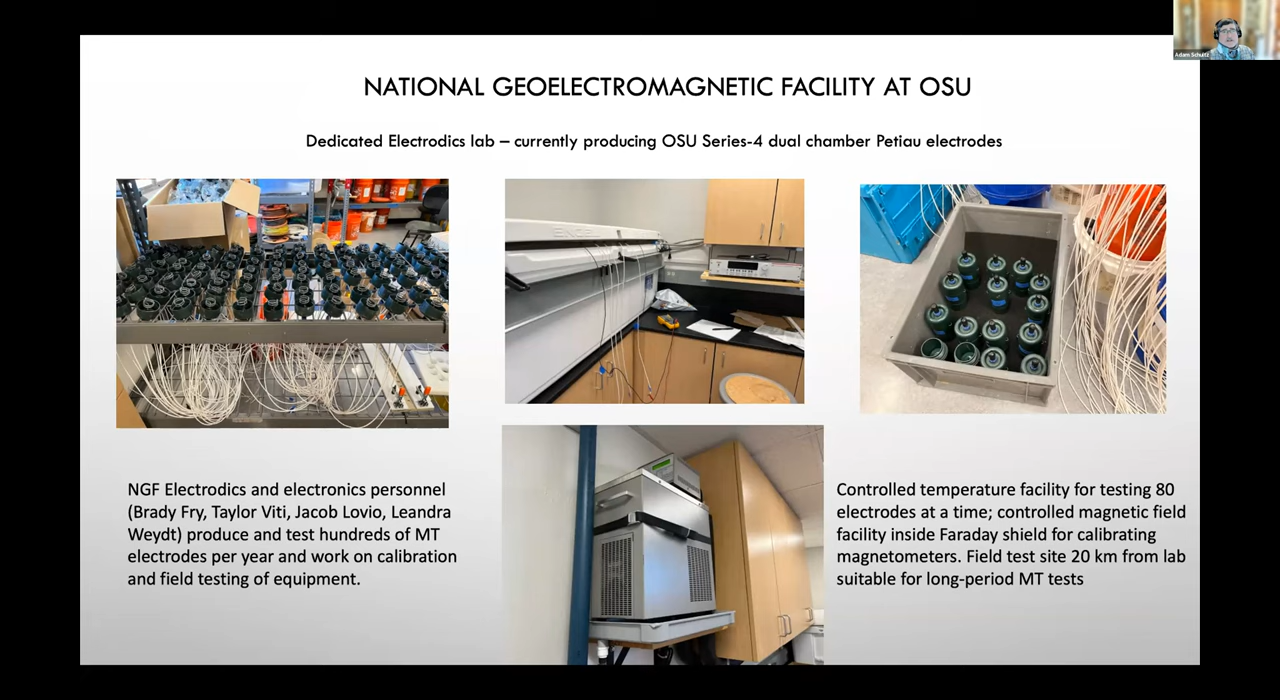 Adam Schultz
NATIONAL GEOELECTROMAGNETIC FACILITY AT OSU
Dedicated Electrodics lab – currently producing OSU Series-4 dual chamber Petiau electrodes
ENGEL
NGF Electrodics and electronics personnel
(Brady Fry, Taylor Viti, Jacob Lovio, Leandra
Weydt) produce and test hundreds of MT
electrodes per year and work on calibration
and field testing of equipment.
Controlled temperature facility for testing 80
electrodes at a time; controlled magnetic field
facility inside Faraday shield for calibrating
magnetometers. Field test site 20 km from lab
suitable for long-period MT tests